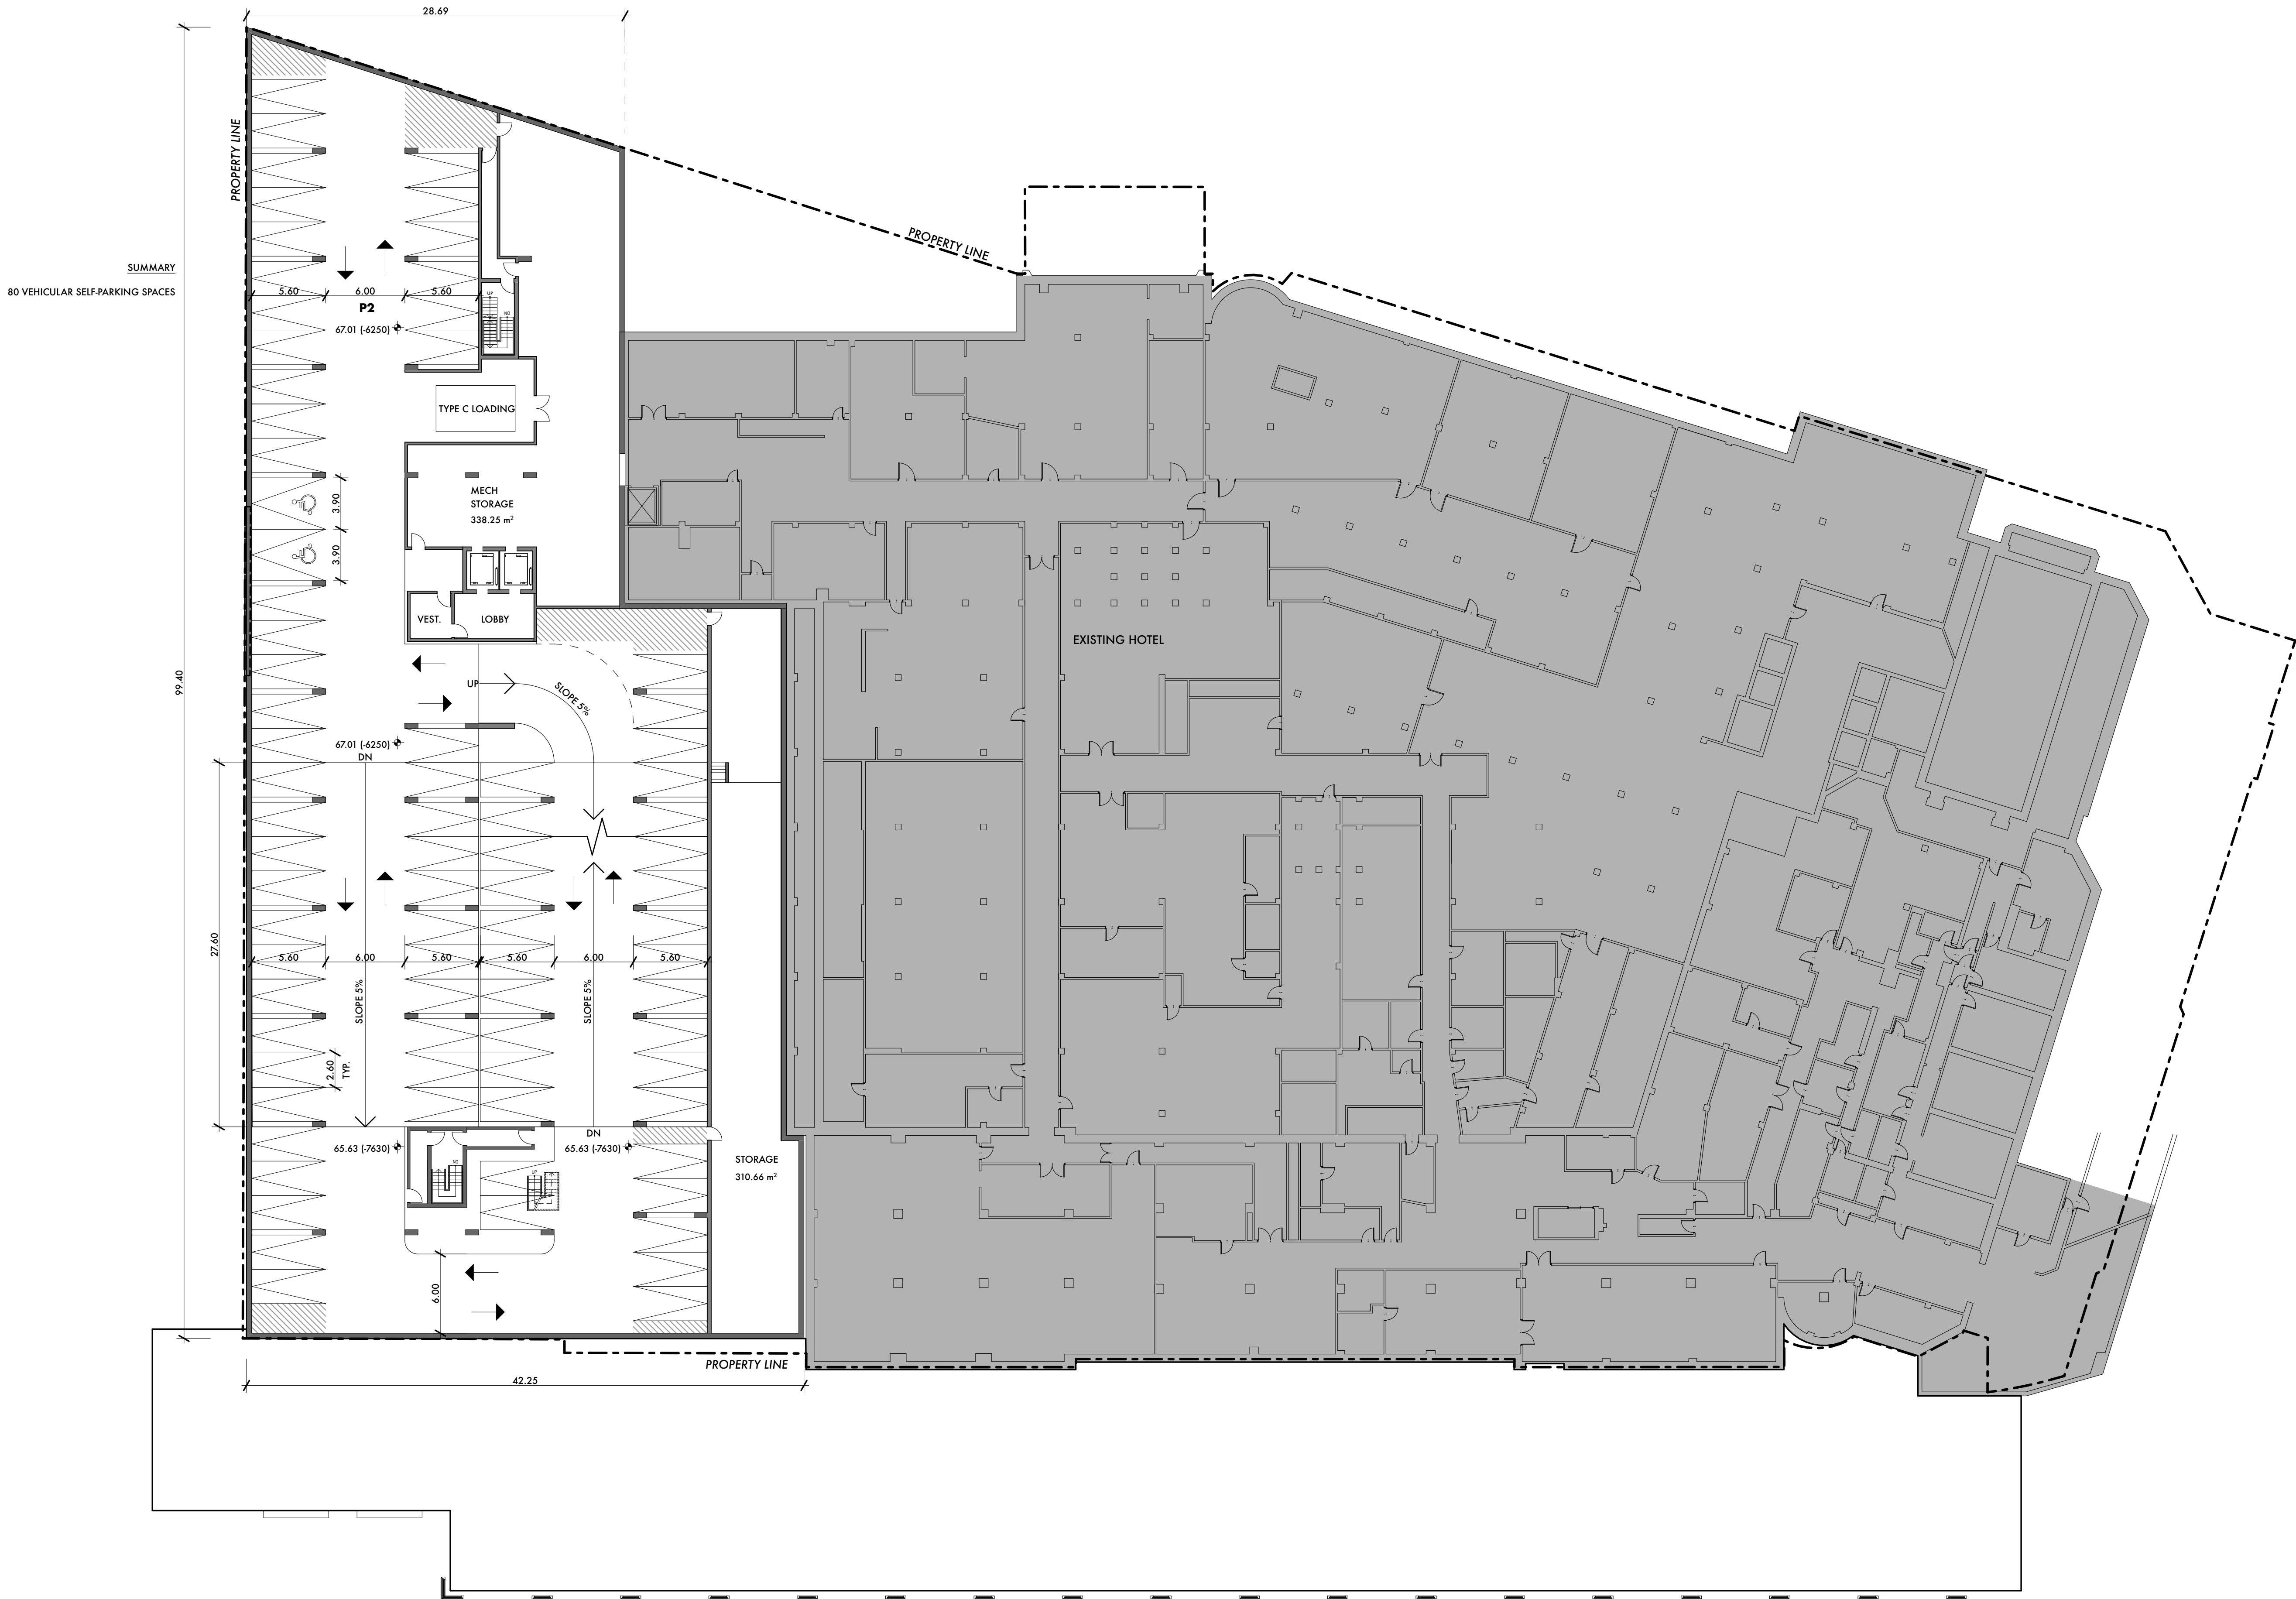 28.69
PROPERTY LINE
PROPERTY LINE
SUMMARY
80 VEHICULAR SELF-PARKING SPACES
5.60
6.00
5.60
P2
67.01 (-6250)
UP
DN
TYPE C LOADING
MECH
STORAGE
338.25 m²
3.90
3.90
VEST.
LOBBY
EXISTING HOTEL
99.40
UP
SLOPE 5%
67.01 (-6250)
DN
27.60
5.60
6.00
5.60
5.60
6.00
5.60
SLOPE 5%
SLOPE 5%
2.60
TYP.
65.63 (-7630)
DN
65.63 (-7630)
STORAGE
310.66 m²
DN
UP
6.00
PROPERTY LINE
42.25